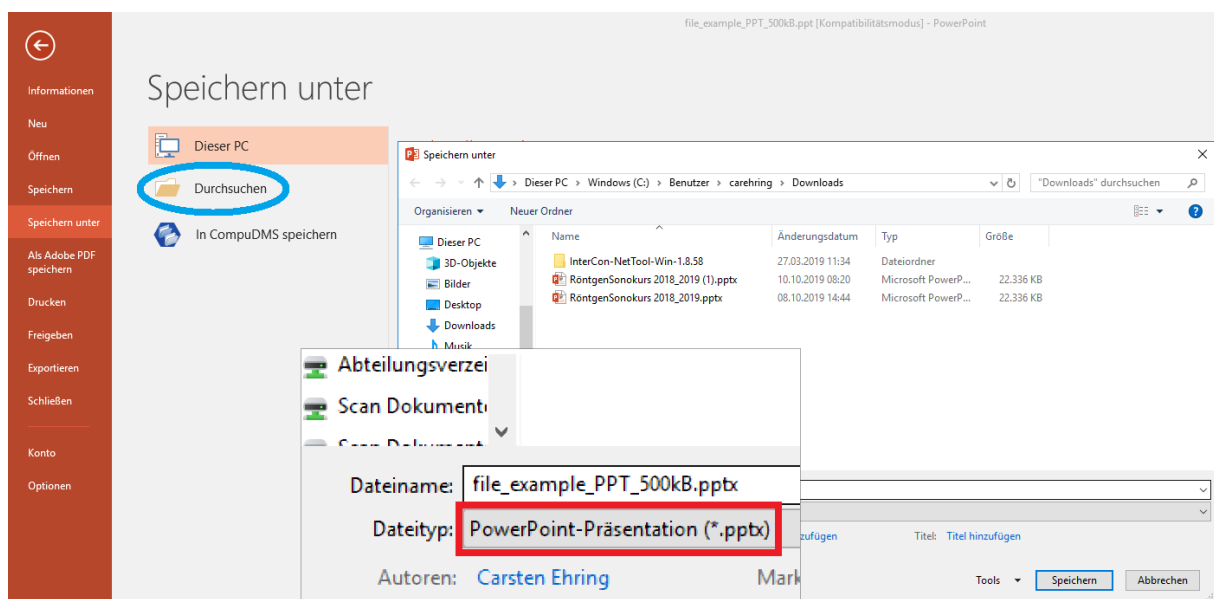 file_example_PPT_500kB.ppt [Kompatibilitätsmodus] - PowerPoint
Informationen
Neu
Öffnen
Speichern
Speichern unter
Als Adobe PDF
speichern
Drucken
Freigeben
Exportieren
Schließen
Konto
Optionen
Speichern unter
Dieser PC
Durchsuchen
In CompuDMS speichern
Speichern unter
Dieser PC › Windows (C:) › Benutzer › carehring › Downloads
"Downloads" durchsuchen
Organisieren Neuer Ordner
Name Änderungsdatum Typ Größe
InterCon-NetTool-Win-1.8.58 27.03.2019 11:34 Dateiordner
RöntgenSonokurs 2018_2019 (1).pptx 10.10.2019 08:20 Microsoft PowerP... 22.336 KB
RöntgenSonokurs 2018_2019.pptx 08.10.2019 14:44 Microsoft PowerP... 22.336 KB
Dieser PC
3D-Objekte
Bilder
Desktop
Downloads
Musik
Abteilungsverzei
Scan Dokumente
Dateiname: file_example_PPT_500kB.pptx
Dateityp: PowerPoint-Präsentation (*.pptx)
Autoren: Carsten Ehring Mark
zufügen Titel: Titel hinzufügen
Tools Speichern Abbrechen